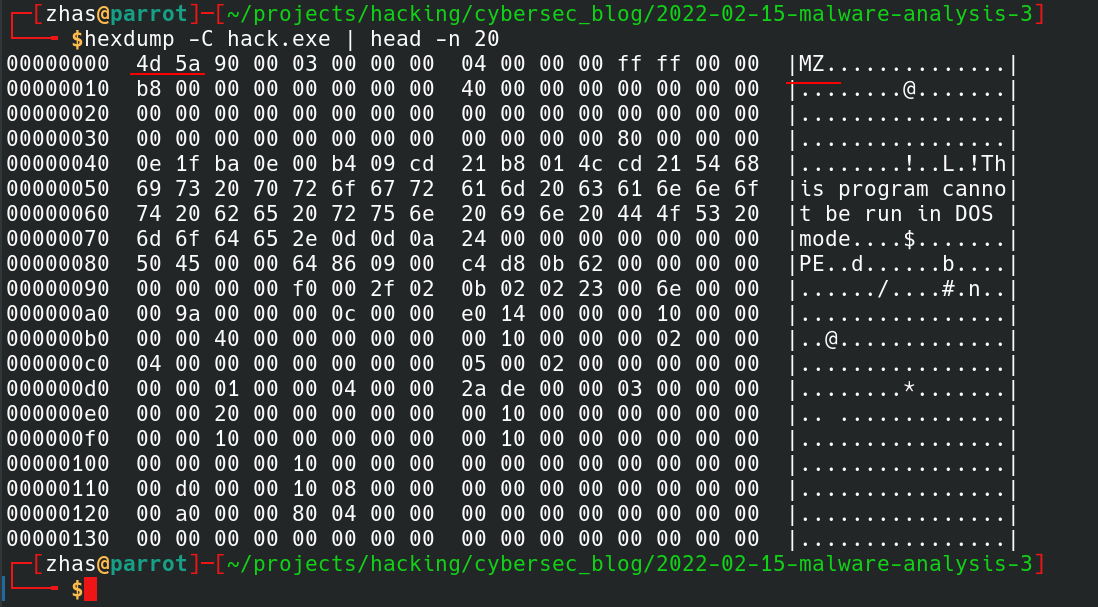 ┌─[zhas@parrot]─[~/projects/hacking/cybersec_blog/2022-02-15-malware-analysis-3]
└──╼ $hexdump -C hack.exe | head -n 20
00000000  4d 5a 90 00 03 00 00 00  04 00 00 00 ff ff 00 00  |MZ..............|
00000010  b8 00 00 00 00 00 00 00  40 00 00 00 00 00 00 00  |........@.......|
00000020  00 00 00 00 00 00 00 00  00 00 00 00 00 00 00 00  |................|
00000030  00 00 00 00 00 00 00 00  00 00 00 00 80 00 00 00  |................|
00000040  0e 1f ba 0e 00 b4 09 cd  21 b8 01 4c cd 21 54 68  |........!..L.!Th|
00000050  69 73 20 70 72 6f 67 72  61 6d 20 63 61 6e 6e 6f  |is program canno|
00000060  74 20 62 65 20 72 75 6e  20 69 6e 20 44 4f 53 20  |t be run in DOS |
00000070  6d 6f 64 65 2e 0d 0d 0a  24 00 00 00 00 00 00 00  |mode....$.......|
00000080  50 45 00 00 64 86 09 00  c4 d8 0b 62 00 00 00 00  |PE..d......b....|
00000090  00 00 00 00 f0 00 2f 02  0b 02 02 23 00 6e 00 00  |....../....#.n..|
000000a0  00 9a 00 00 00 0c 00 00  e0 14 00 00 00 10 00 00  |................|
000000b0  00 00 40 00 00 00 00 00  00 10 00 00 00 02 00 00  |..@.............|
000000c0  04 00 00 00 00 00 00 00  05 00 02 00 00 00 00 00  |................|
000000d0  00 00 01 00 00 04 00 00  2a de 00 00 03 00 00 00  |........*.......|
000000e0  00 00 20 00 00 00 00 00  00 10 00 00 00 00 00 00  |.. .............|
000000f0  00 00 10 00 00 00 00 00  00 10 00 00 00 00 00 00  |................|
00000100  00 00 00 00 10 00 00 00  00 00 00 00 00 00 00 00  |................|
00000110  00 d0 00 00 10 08 00 00  00 00 00 00 00 00 00 00  |................|
00000120  00 a0 00 00 80 04 00 00  00 00 00 00 00 00 00 00  |................|
00000130  00 00 00 00 00 00 00 00  00 00 00 00 00 00 00 00  |................|
┌─[zhas@parrot]─[~/projects/hacking/cybersec_blog/2022-02-15-malware-analysis-3]
└──╼ $